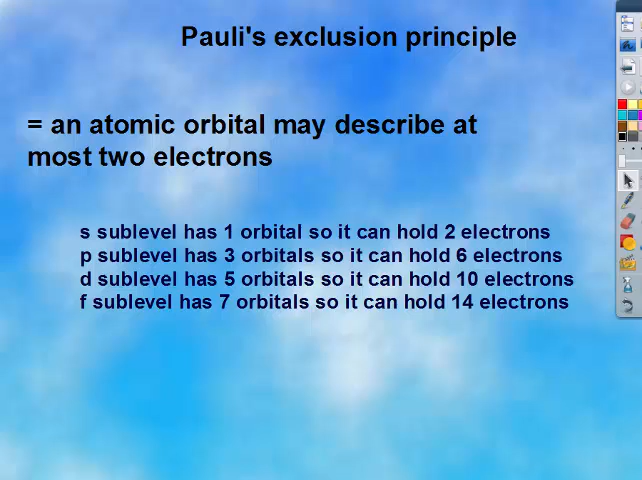 Pauli's exclusion principle
= an atomic orbital may describe at
most two electrons
s sublevel has 1 orbital so it can hold 2 electrons
p sublevel has 3 orbitals so it can hold 6 electrons
d sublevel has 5 orbitals so it can hold 10 electrons
f sublevel has 7 orbitals so it can hold 14 electrons